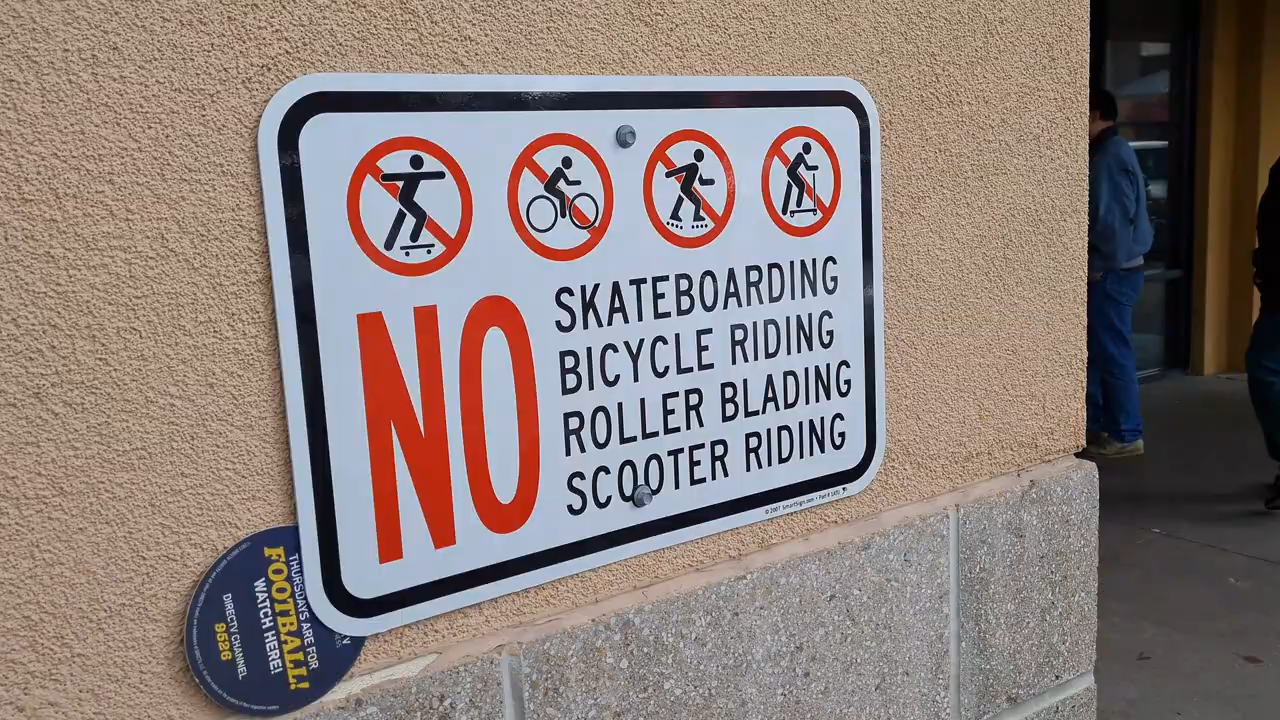 NO
SKATEBOARDING
BICYCLE RIDING
ROLLER BLADING
SCOOTER RIDING
© 2007 SmartSign.com •
THURSDAYS ARE FOR
FOOTBALL!
WATCH HERE!
DIRECTV CHANNEL
9526